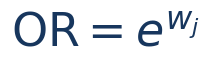 OR = e^{w_j}